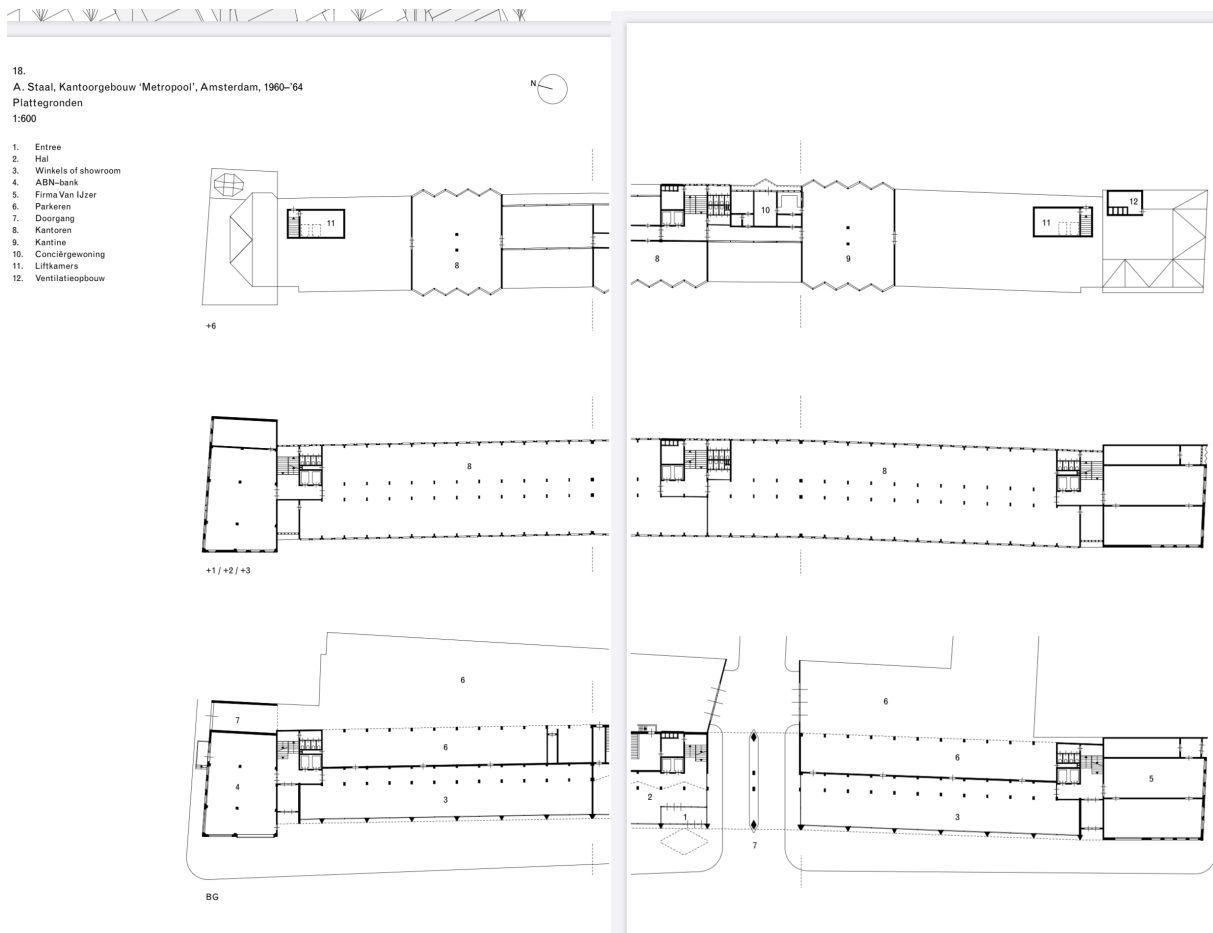 18.
A. Staal, Kantoorgebouw ‘Metropool’, Amsterdam, 1960–’64
Plattegronden
1:600
N
1. Entree
2. Hal
3. Winkels of showroom
4. ABN–bank
5. Firma Van IJzer
6. Parkeren
7. Doorgang
8. Kantoren
9. Kantine
10. Conciërgewoning
11. Liftkamers
12. Ventilatieopbouw
11
8
8
10
9
11
12
+6
8
8
+1 / +2 / +3
7
6
6
4
3
2
1
7
6
6
3
5
BG